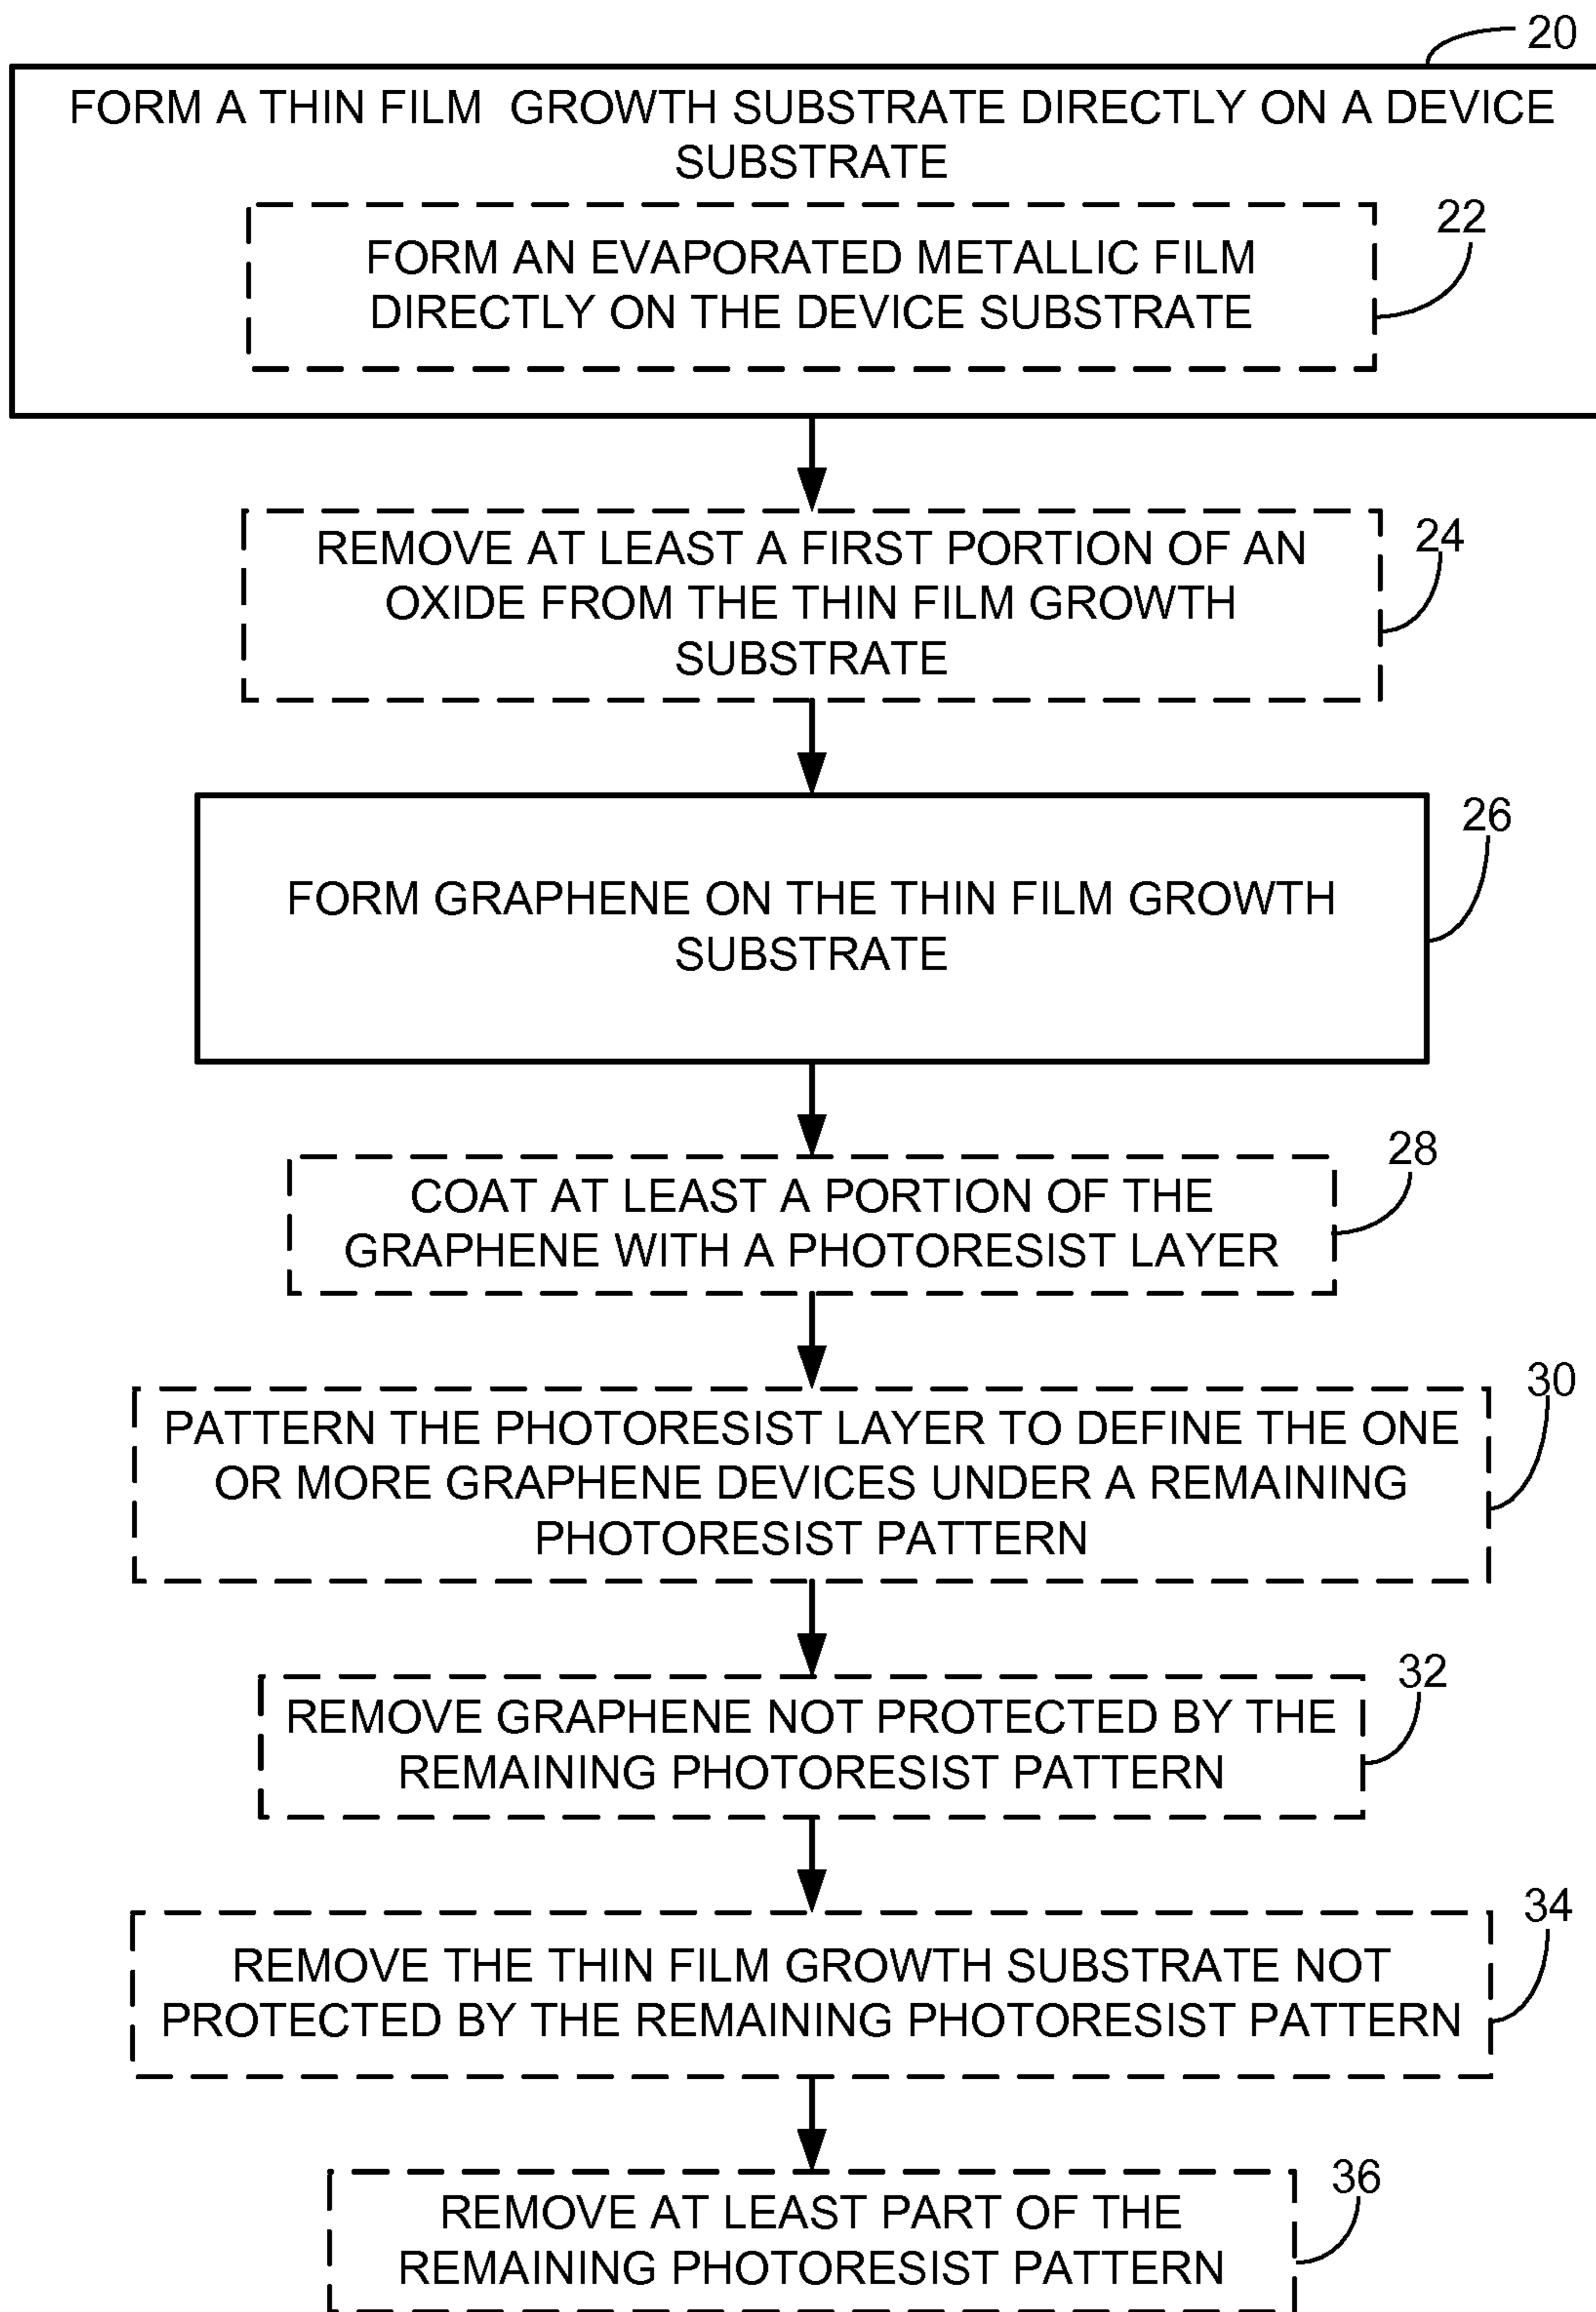 20
FORM A THIN FILM GROWTH SUBSTRATE DIRECTLY ON A DEVICE
SUBSTRATE
22
FORM AN EVAPORATED METALLIC FILM
DIRECTLY ON THE DEVICE SUBSTRATE
24
REMOVE AT LEAST A FIRST PORTION OF AN
OXIDE FROM THE THIN FILM GROWTH
SUBSTRATE
26
FORM GRAPHENE ON THE THIN FILM GROWTH
SUBSTRATE
28
COAT AT LEAST A PORTION OF THE
GRAPHENE WITH A PHOTORESIST LAYER
30
PATTERN THE PHOTORESIST LAYER TO DEFINE THE ONE
OR MORE GRAPHENE DEVICES UNDER A REMAINING
PHOTORESIST PATTERN
32
REMOVE GRAPHENE NOT PROTECTED BY THE
REMAINING PHOTORESIST PATTERN
34
REMOVE THE THIN FILM GROWTH SUBSTRATE NOT
PROTECTED BY THE REMAINING PHOTORESIST PATTERN
36
REMOVE AT LEAST PART OF THE
REMAINING PHOTORESIST PATTERN